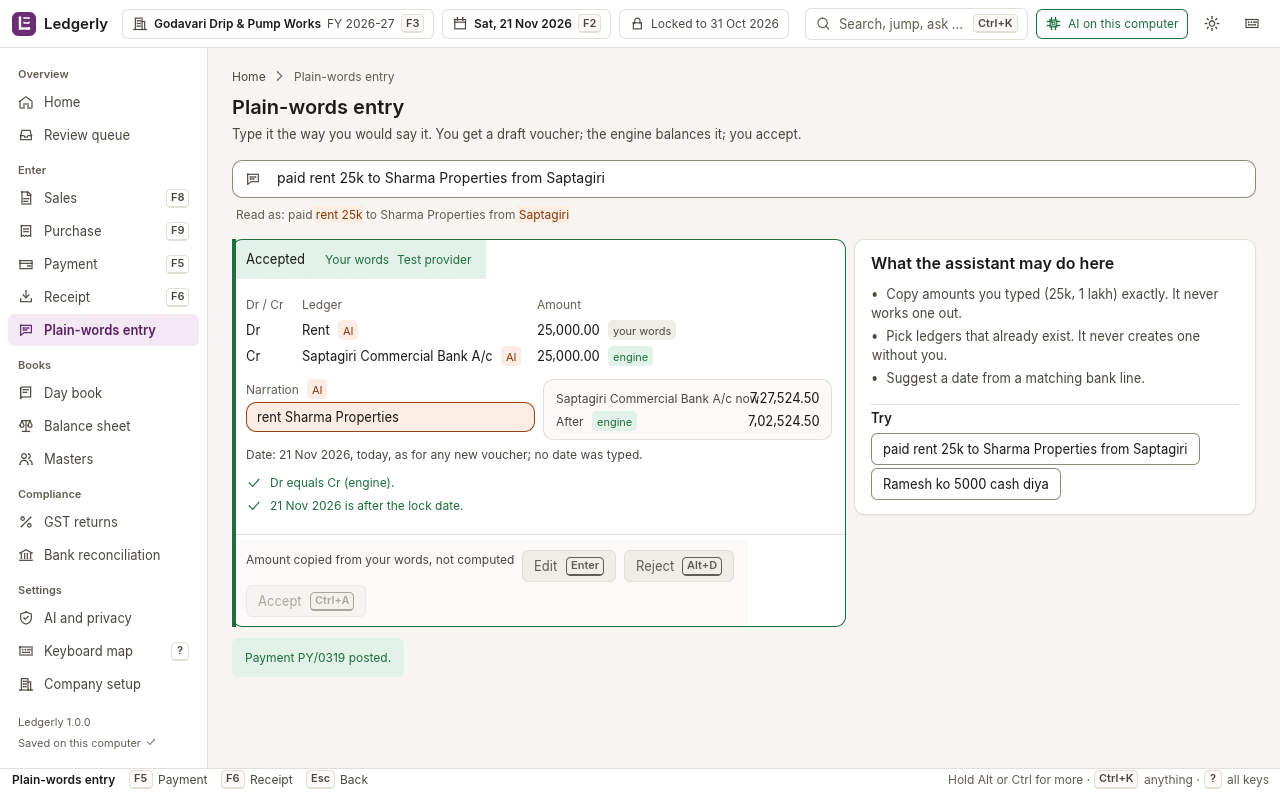 Ledgerly
Godavari Drip & Pump Works FY 2026-27 F3
Sat, 21 Nov 2026 F2
Locked to 31 Oct 2026
Search, jump, ask ... Ctrl+K
AI on this computer
Overview
Home
Review queue
Enter
Sales F8
Purchase F9
Payment F5
Receipt F6
Plain-words entry
Books
Day book
Balance sheet
Masters
Compliance
GST returns
Bank reconciliation
Settings
AI and privacy
Keyboard map ?
Company setup
Ledgerly 1.0.0
Saved on this computer
Home Plain-words entry
Plain-words entry
Type it the way you would say it. You get a draft voucher; the engine balances it; you accept.
paid rent 25k to Sharma Properties from Saptagiri
Read as: paid rent 25k to Sharma Properties from Saptagiri
Accepted Your words Test provider
Dr / Cr Ledger Amount
Dr Rent AI 25,000.00 your words
Cr Saptagiri Commercial Bank A/c AI 25,000.00 engine
Narration AI
rent Sharma Properties
Saptagiri Commercial Bank A/c now 7,27,524.50
After engine 7,02,524.50
Date: 21 Nov 2026, today, as for any new voucher; no date was typed.
Dr equals Cr (engine).
21 Nov 2026 is after the lock date.
Amount copied from your words, not computed Edit Enter Reject Alt+D
Accept Ctrl+A
Payment PY/0319 posted.
What the assistant may do here
• Copy amounts you typed (25k, 1 lakh) exactly. It never
works one out.
• Pick ledgers that already exist. It never creates one
without you.
• Suggest a date from a matching bank line.
Try
paid rent 25k to Sharma Properties from Saptagiri
Ramesh ko 5000 cash diya
Plain-words entry F5 Payment F6 Receipt Esc Back
Hold Alt or Ctrl for more · Ctrl+K anything · ? all keys